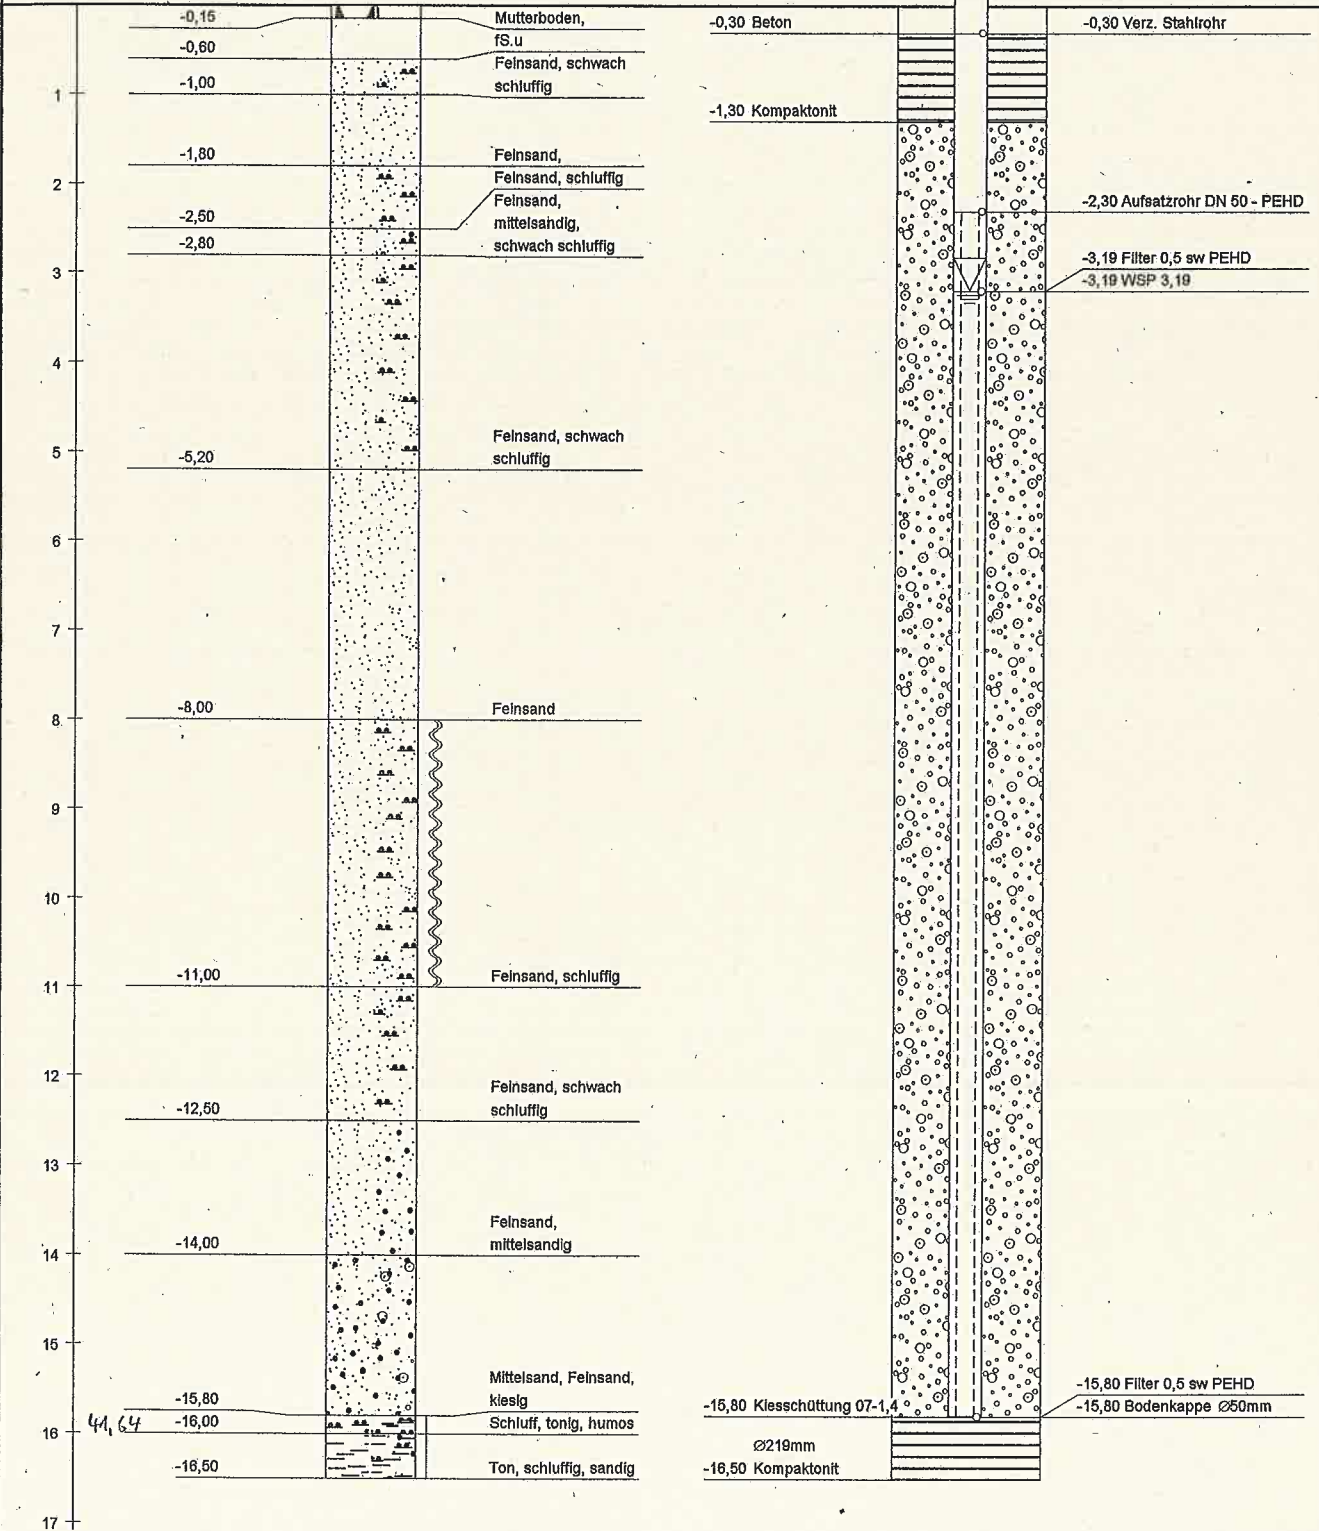 -0,15
Mutterboden,
-0,60
fS.u
Feinsand, schwach
-1,00
schluffig
1
-1,80
Feinsand,
2
Feinsand, schluffig
Feinsand,
-2,50
mittelsandig,
-2,80
schwach schluffig
3
4
Feinsand, schwach
5
-5,20
schluffig
6
7
8
-8,00
Feinsand
9
10
-11,00
Feinsand, schluffig
11
12
Feinsand, schwach
-12,50
schluffig
13
Feinsand,
-14,00
mittelsandig
14
15
Mittelsand, Feinsand,
-15,80
kiesig
41,64
-16,00
Schluff, tonig, humos
16
-16,50
Ton, schluffig, sandig
17
-0,30 Beton
-0,30 Verz. Stahlrohr
-1,30 Kompaktonit
-2,30 Aufsatzrohr DN 50 - PEHD
-3,19 Filter 0,5 sw PEHD
-3,19 WSP 3,19
-15,80 Filter 0,5 sw PEHD
-15,80 Kiesschüttung 07-1,4
-15,80 Bodenkappe Ø50mm
Ø219mm
-16,50 Kompaktonit